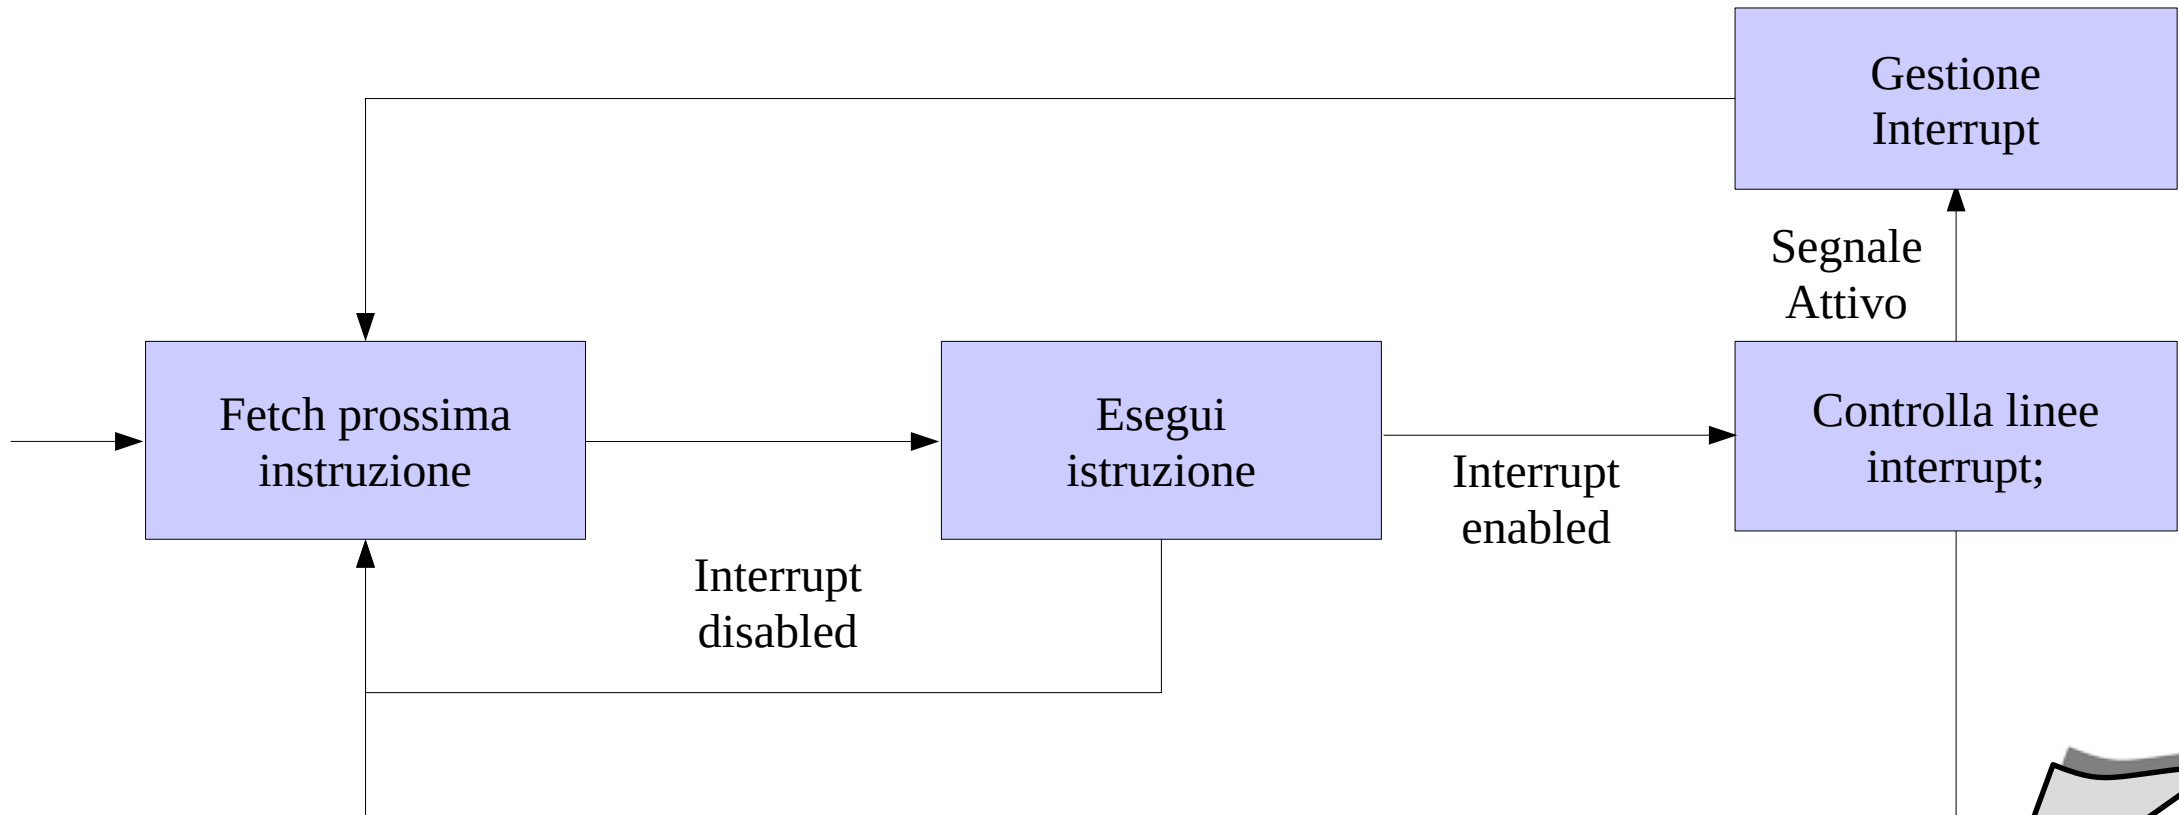 Gestione
Interrupt
Segnale
Attivo
Fetch prossima
instruzione
Esegui
istruzione
Interrupt
enabled
Controlla linee
interrupt;
Interrupt
disabled